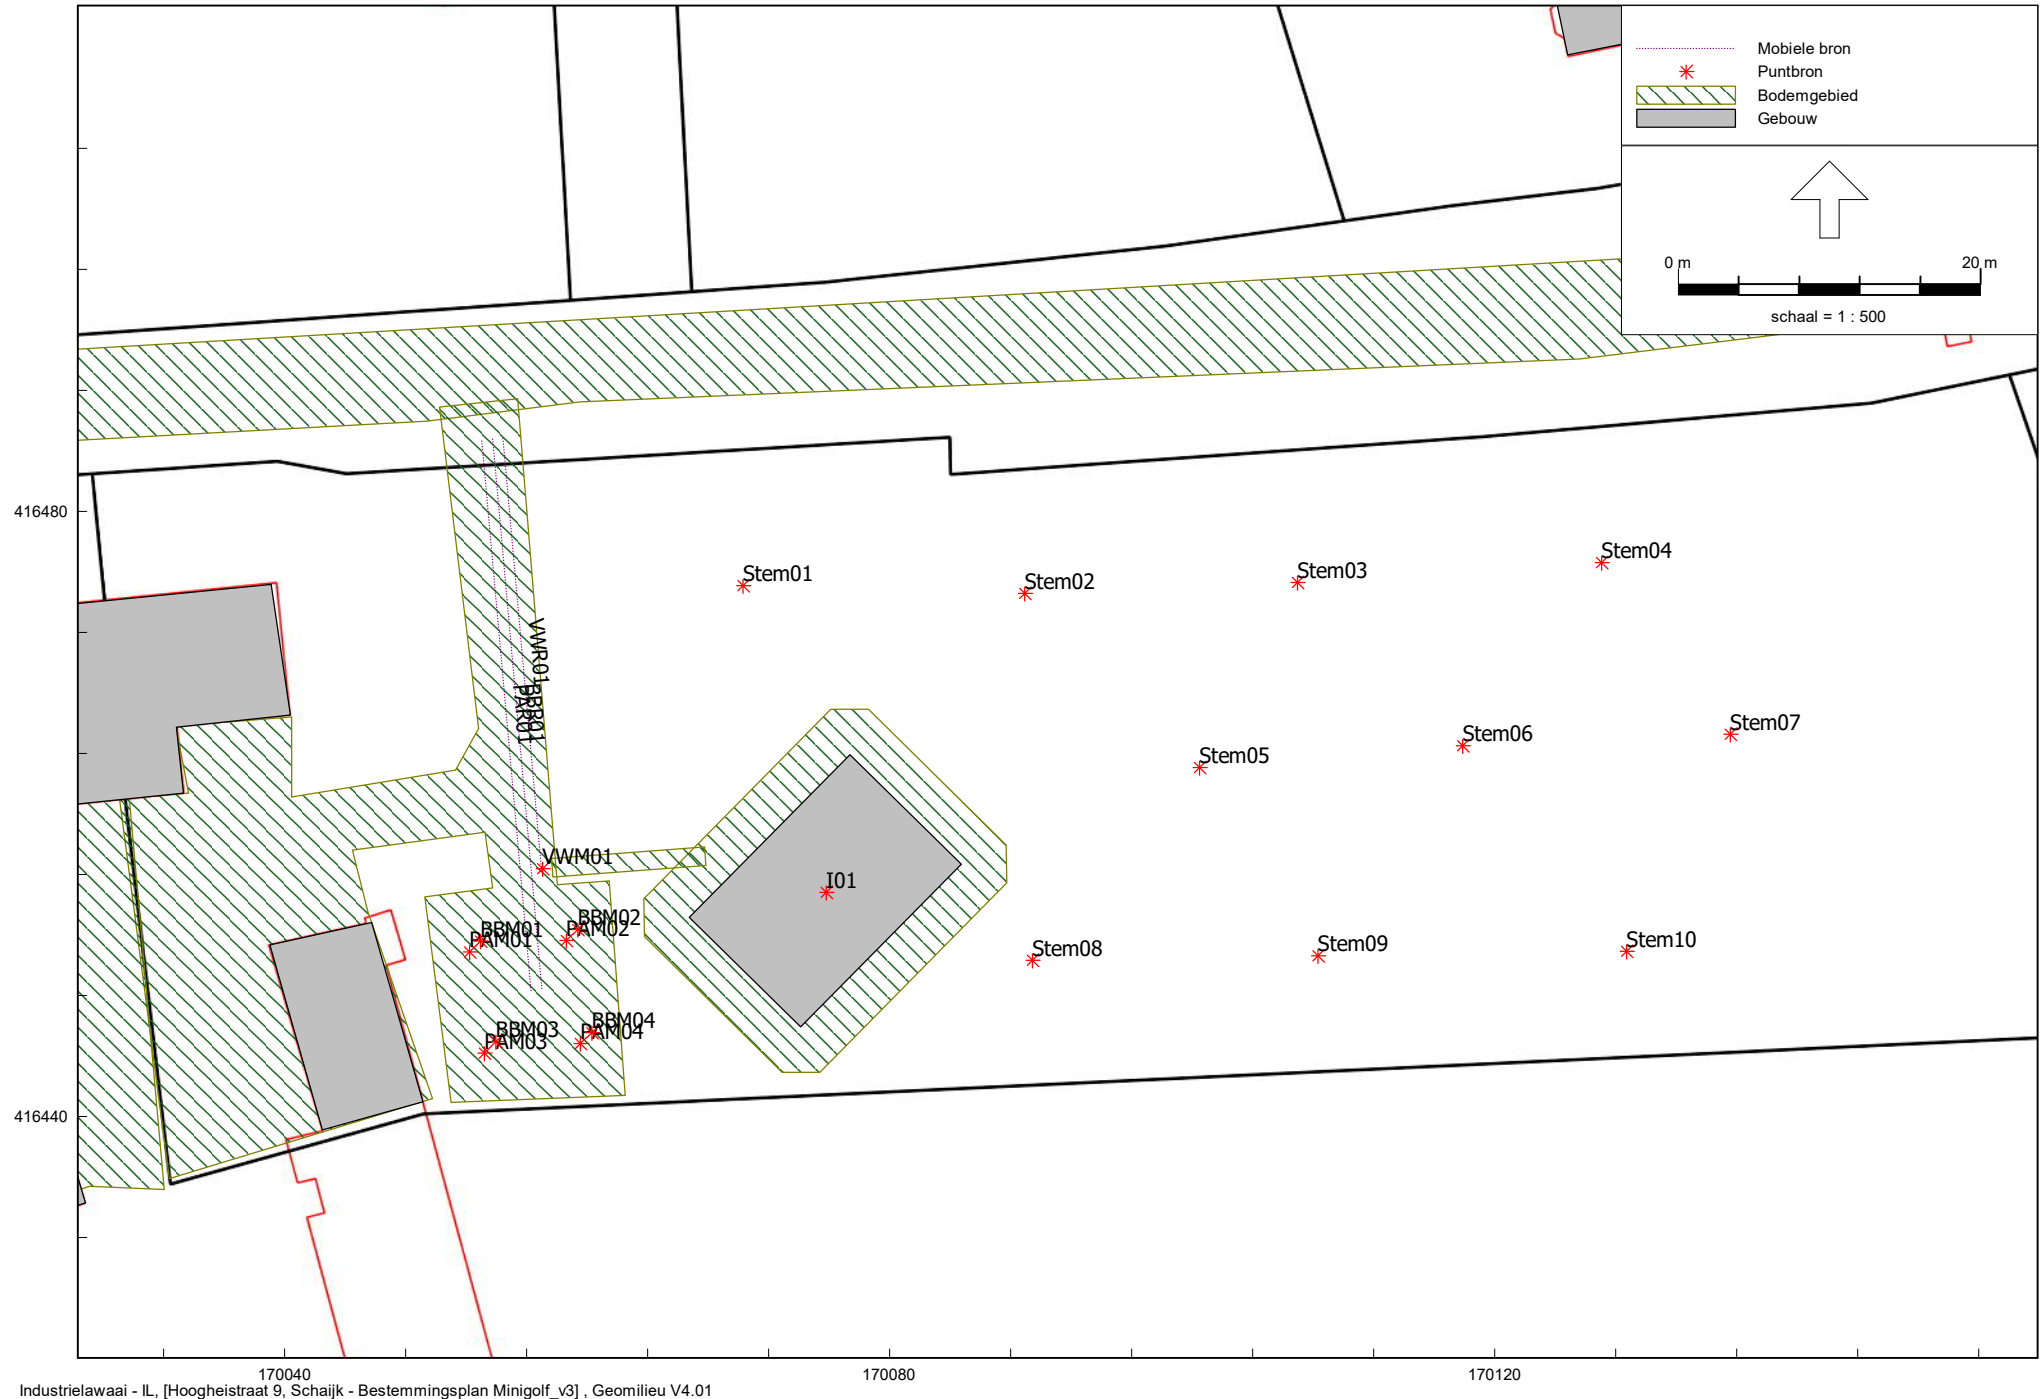 Mobiele bron
Puntbron
Bodemgebied
Gebouw
0 m 20 m
schaal = 1 : 500
416480
Stem01
Stem02
Stem03
Stem04
VWR01
BBR01
PAR01
Stem05
Stem06
Stem07
VWM01
I01
BBM01
PAM01
BBM02
PAM02
Stem08
Stem09
Stem10
BBM03
PAM03
BBM04
PAM04
416440
170040 170080 170120
Industrielawaai - IL, [Hoogheistraat 9, Schaijk - Bestemmingsplan Minigolf_v3] , Geomilieu V4.01